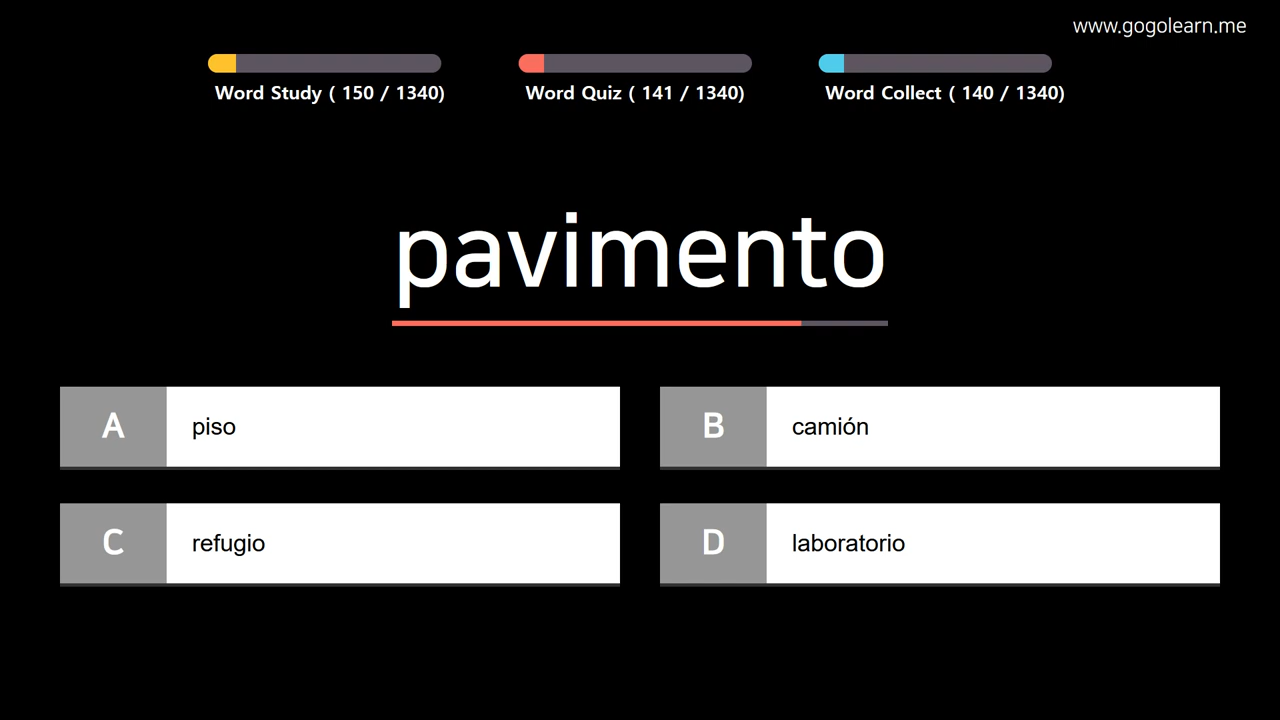 www.gogolearn.me
Word Study ( 150 / 1340)
Word Quiz ( 141 / 1340)
Word Collect ( 140 / 1340)
pavimento
A piso
B camión
C refugio
D laboratorio